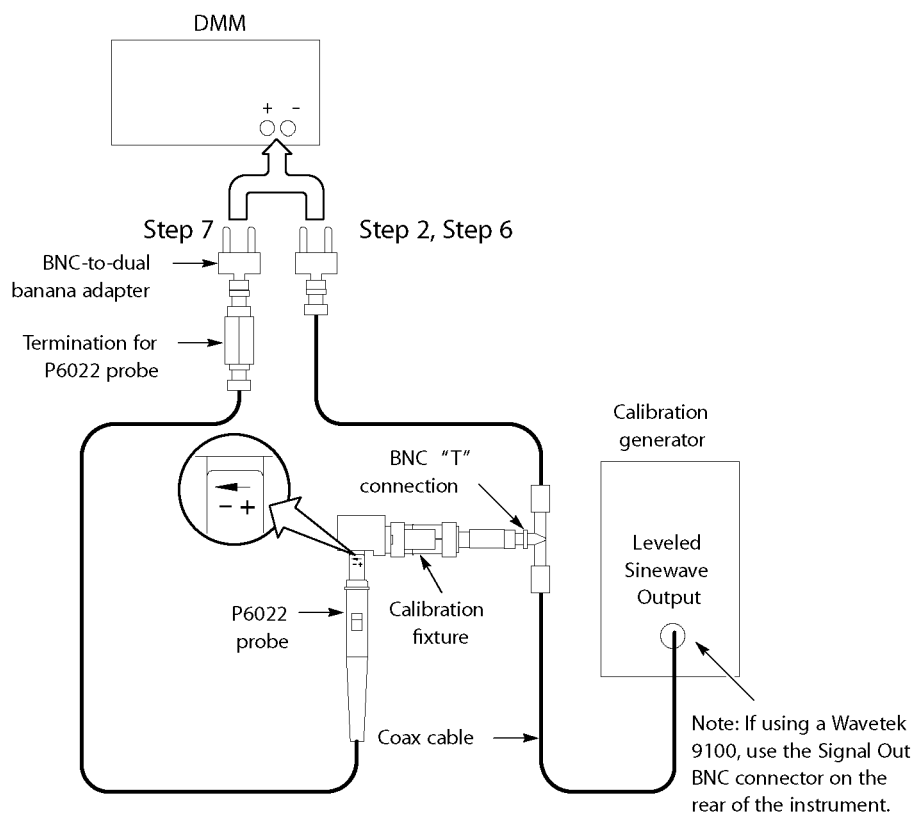 DMM
+ −
Step 7
Step 2, Step 6
BNC-to-dual
banana adapter
Termination for
P6022 probe
Calibration
generator
BNC “T”
connection
− +
Leveled
Sinewave
Output
− +
P6022
probe
Calibration
fixture
Coax cable
Note: If using a Wavetek
9100, use the Signal Out
BNC connector on the
rear of the instrument.